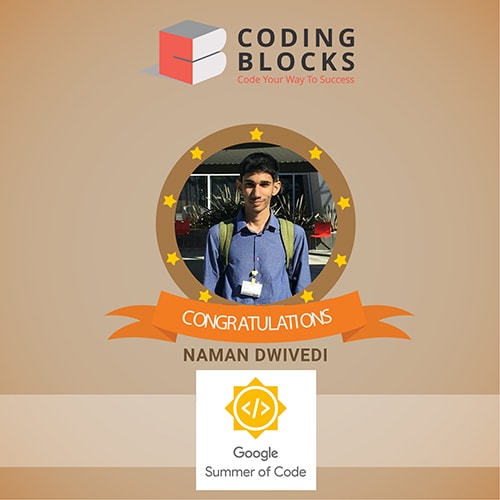 CODING
BLOCKS
Code Your Way To Success
CONGRATULATIONS
NAMAN DWIVEDI
</>
Google
Summer of Code